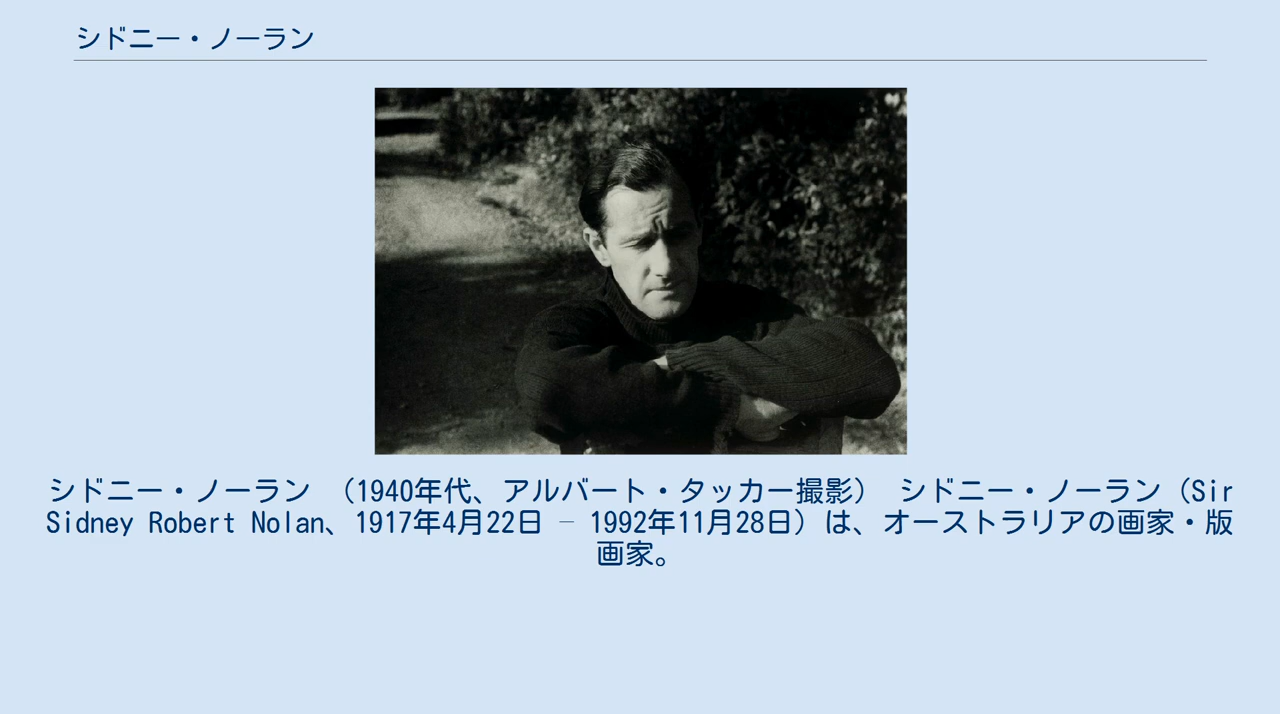 シドニー・ノーラン
シドニー・ノーラン （1940年代、アルバート・タッカー撮影） シドニー・ノーラン（Sir
Sidney Robert Nolan、1917年4月22日 – 1992年11月28日）は、オーストラリアの画家・版
画家。